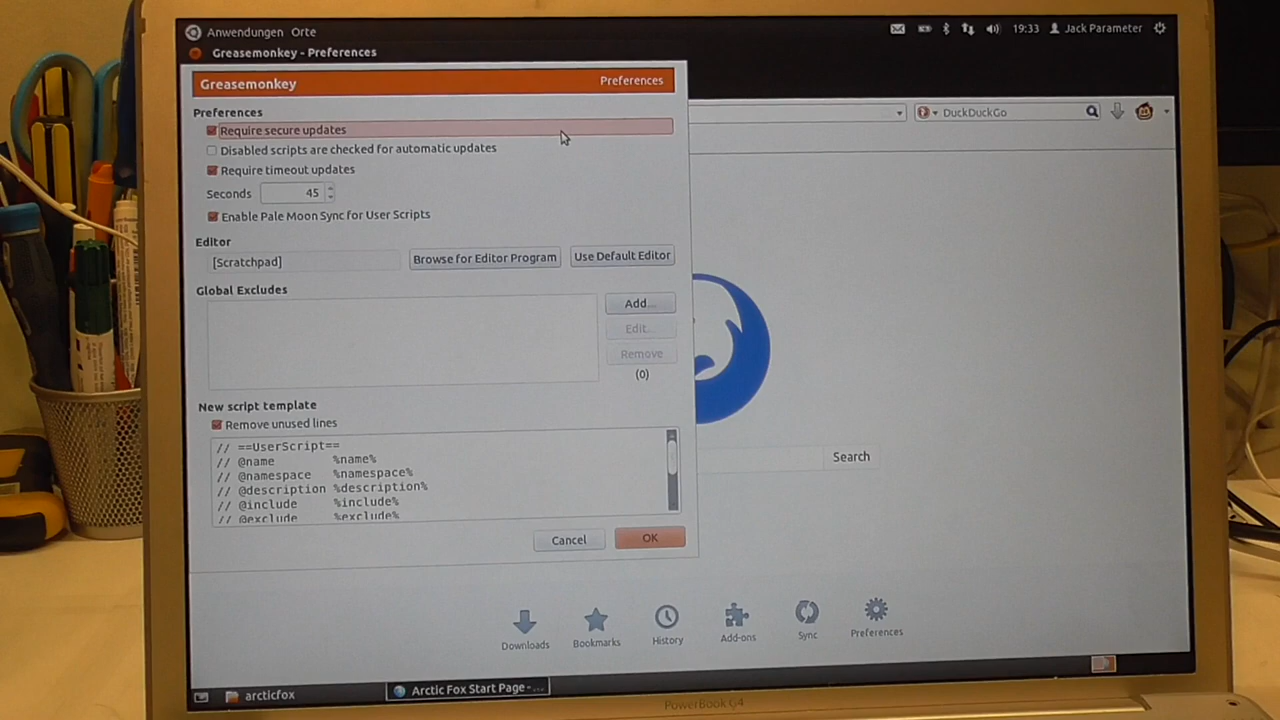 Anwendungen Orte
19:33 Jack Parameter
Greasemonkey - Preferences
Greasemonkey Preferences
DuckDuckGo
Preferences
Require secure updates
Disabled scripts are checked for automatic updates
Require timeout updates
Seconds 45
Enable Pale Moon Sync for User Scripts
Editor
[Scratchpad] Browse for Editor Program Use Default Editor
Global Excludes
Add...
Edit...
Remove
(0)
New script template
Remove unused lines
// ==UserScript==
// @name %name%
// @namespace %namespace%
// @description %description%
// @include %include%
// @exclude %exclude%
Search
Cancel OK
Downloads Bookmarks History Add-ons Sync Preferences
arcticfox Arctic Fox Start Page - ...
PowerBook G4